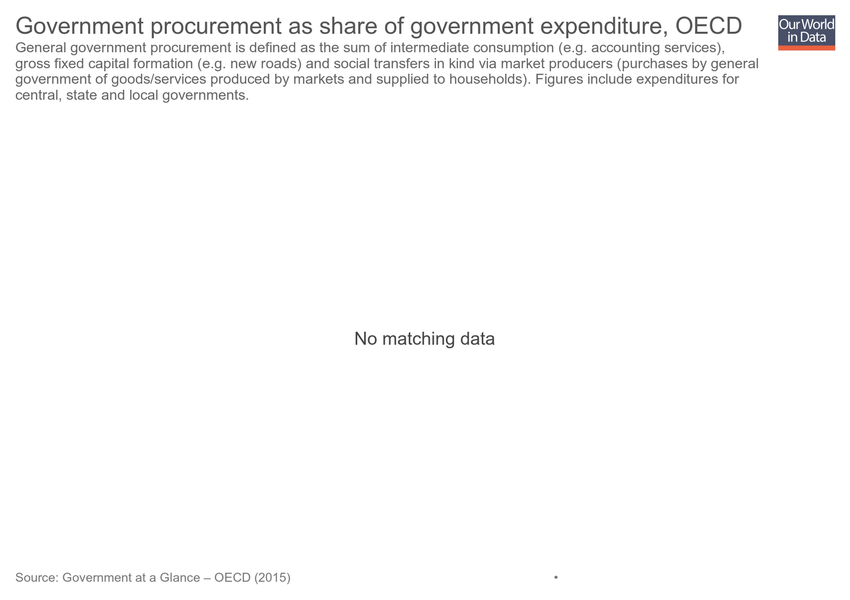 Government procurement as share of government expenditure, OECD
Our World
in Data
General government procurement is defined as the sum of intermediate consumption (e.g. accounting services),
gross fixed capital formation (e.g. new roads) and social transfers in kind via market producers (purchases by general
government of goods/services produced by markets and supplied to households). Figures include expenditures for
central, state and local governments.
No matching data
Source: Government at a Glance – OECD (2015)
•